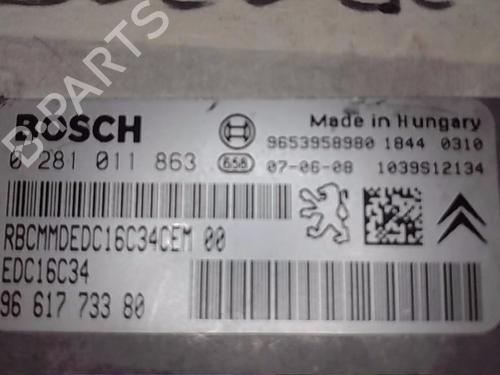 BOSCH
Made in Hungary
9653958980 1844 0310
0 281 011 863
658
07-06-08
1039S12134
RBCMMDEDC16C34CEM 00
EDC16C34
96 617 733 80
B PARTS